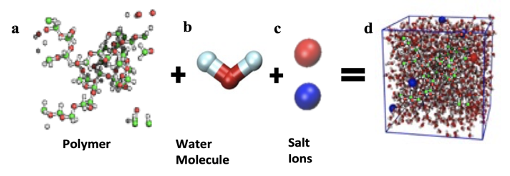 a
b
c
d
+
+
=
Polymer
Water
Molecule
Salt
Ions